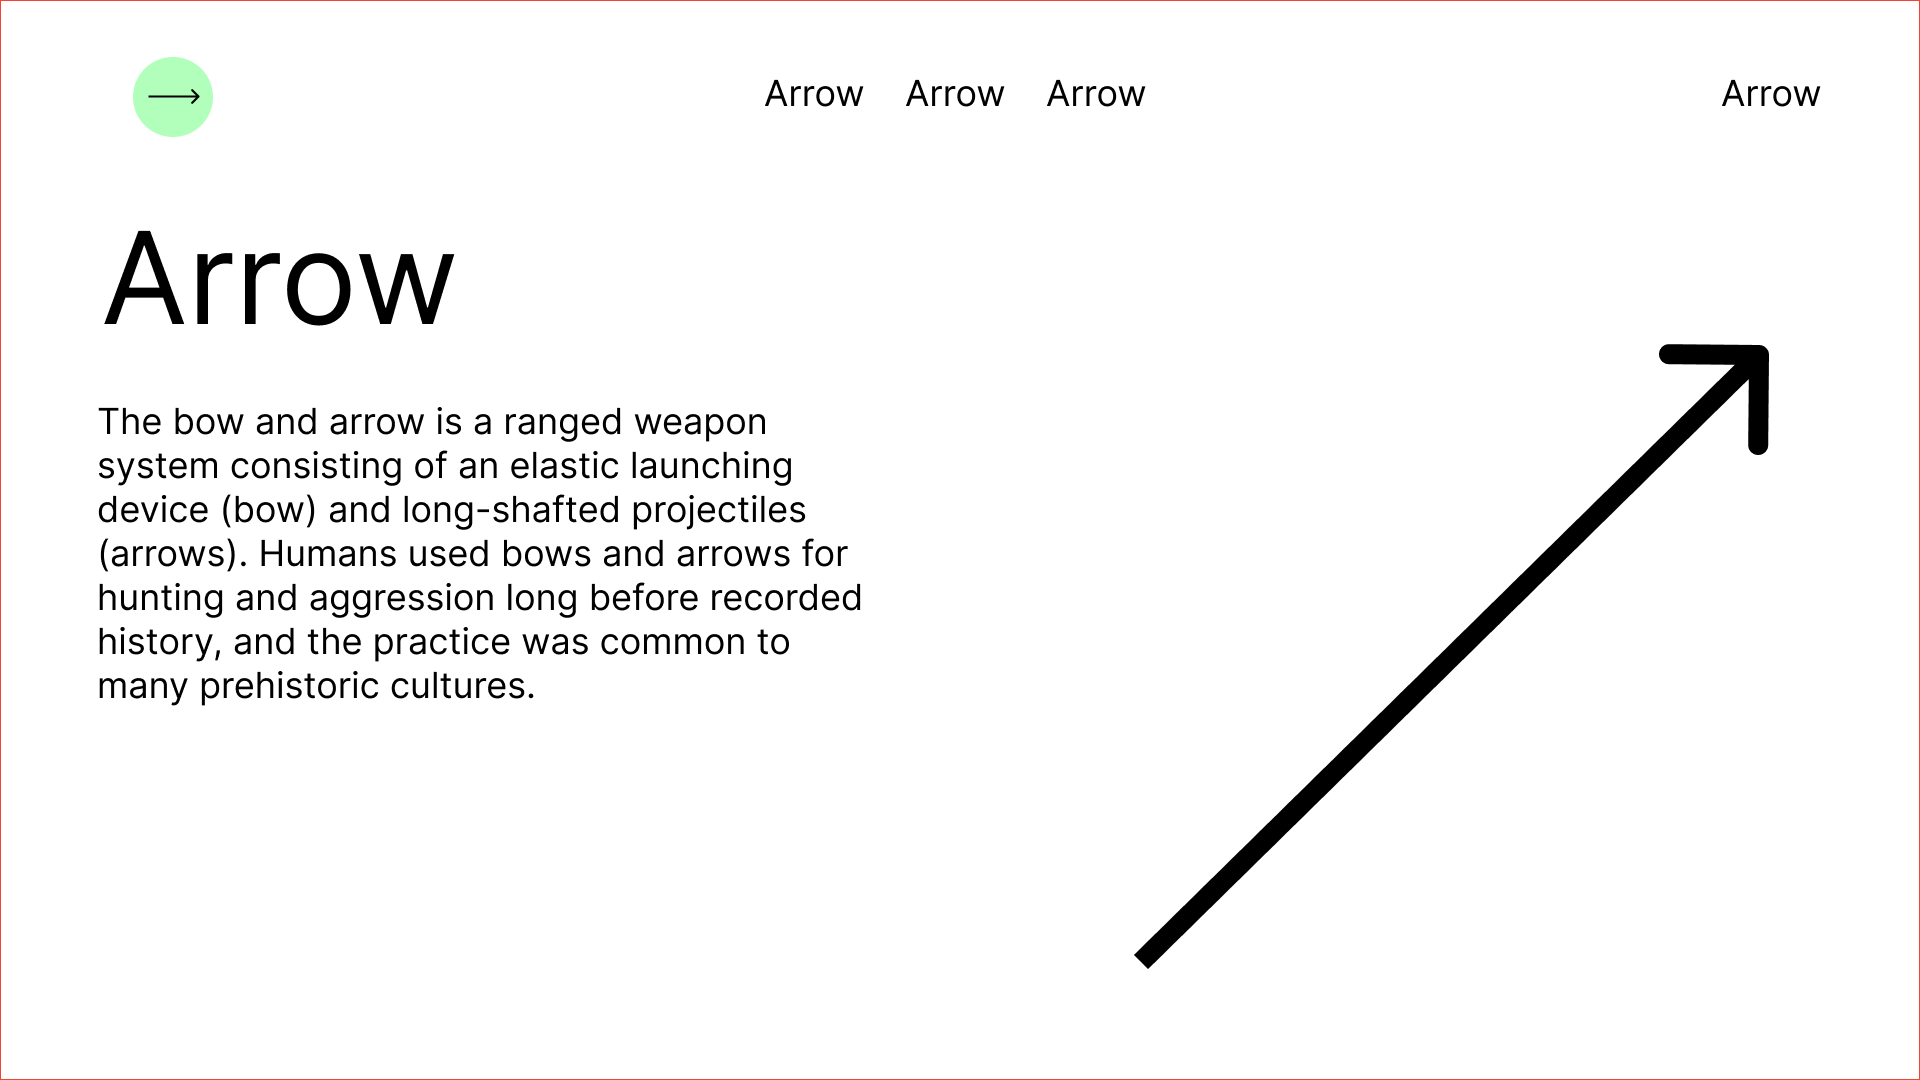 Arrow Arrow Arrow Arrow
Arrow
The bow and arrow is a ranged weapon
system consisting of an elastic launching
device (bow) and long-shafted projectiles
(arrows). Humans used bows and arrows for
hunting and aggression long before recorded
history, and the practice was common to
many prehistoric cultures.